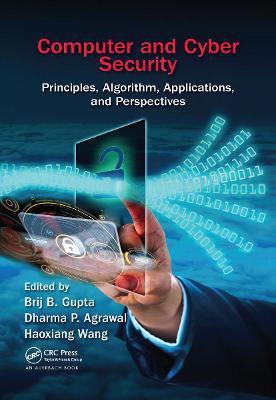 Computer and Cyber
Security
Principles, Algorithm, Applications,
and Perspectives
Edited by
Brij B. Gupta
Dharma P. Agrawal
Haoxiang Wang
CRC
CRC Press
Taylor & Francis Group
AN AUERBACH BOOK